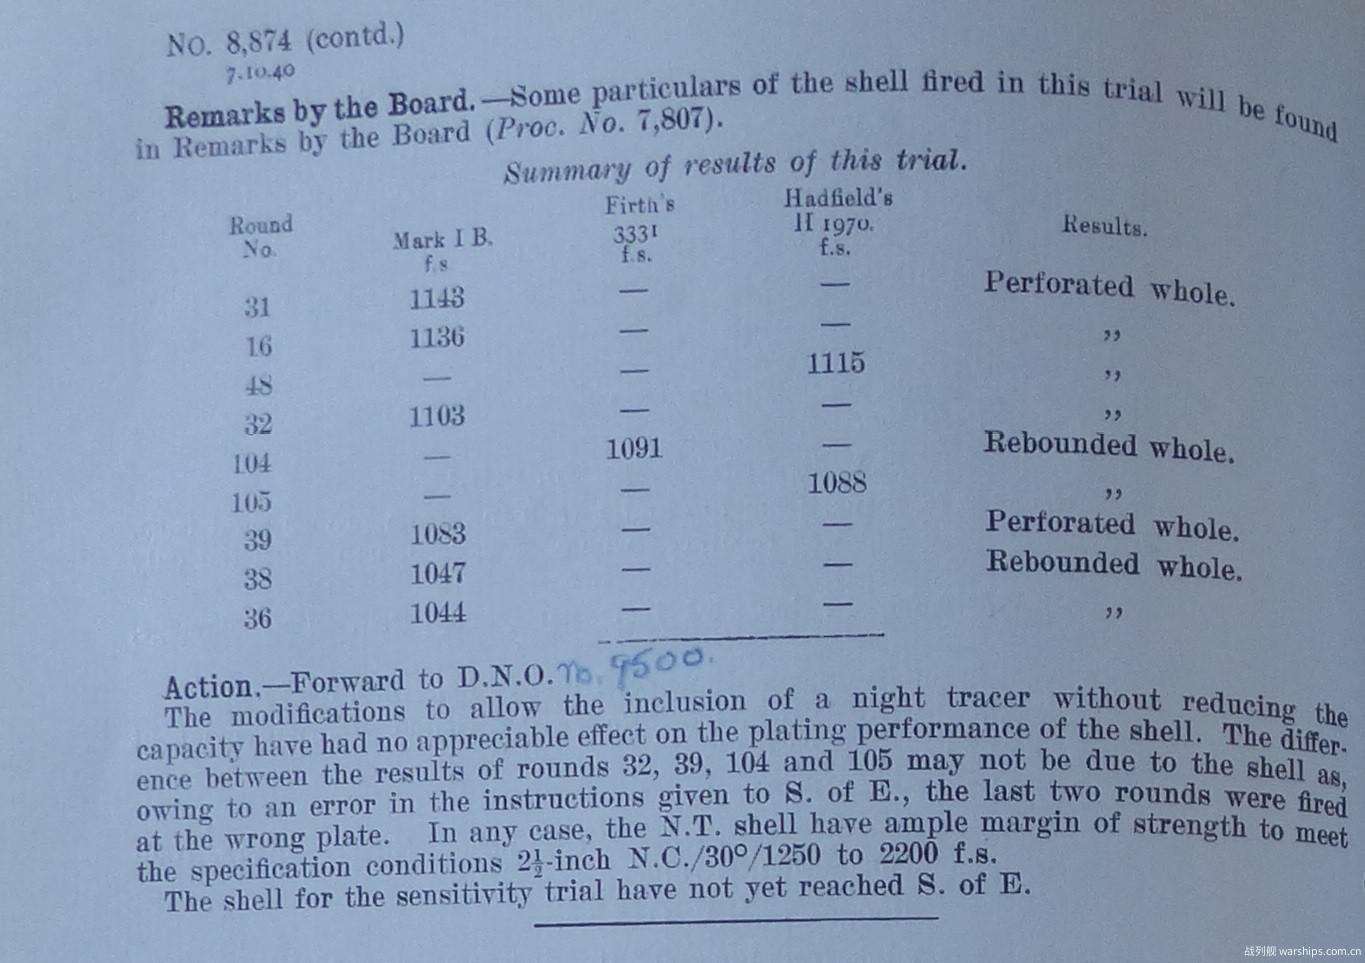 No. 8,874 (contd.)
7.10.40
Remarks by the Board.—Some particulars of the shell fired in this trial will be found
in Remarks by the Board (Proc. No. 7,807).
Summary of results of this trial.
Round No. Mark I B. f.s Firth's 3331 f.s. Hadfield's H 1970. f.s. Results.
31 1143 — — Perforated whole.
16 1136 — — ,,
48 — — 1115 ,,
32 1103 — — ,,
104 — 1091 — Rebounded whole.
105 — — 1088 ,,
39 1083 — — Perforated whole.
38 1047 — — Rebounded whole.
36 1044 — — ,,
Action.—Forward to D.N.O. No. 9500.
The modifications to allow the inclusion of a night tracer without reducing the
capacity have had no appreciable effect on the plating performance of the shell. The differ-
ence between the results of rounds 32, 39, 104 and 105 may not be due to the shell as,
owing to an error in the instructions given to S. of E., the last two rounds were fired
at the wrong plate. In any case, the N.T. shell have ample margin of strength to meet
the specification conditions 2½-inch N.C./30°/1250 to 2200 f.s.
The shell for the sensitivity trial have not yet reached S. of E.
战列舰 warships.com.cn